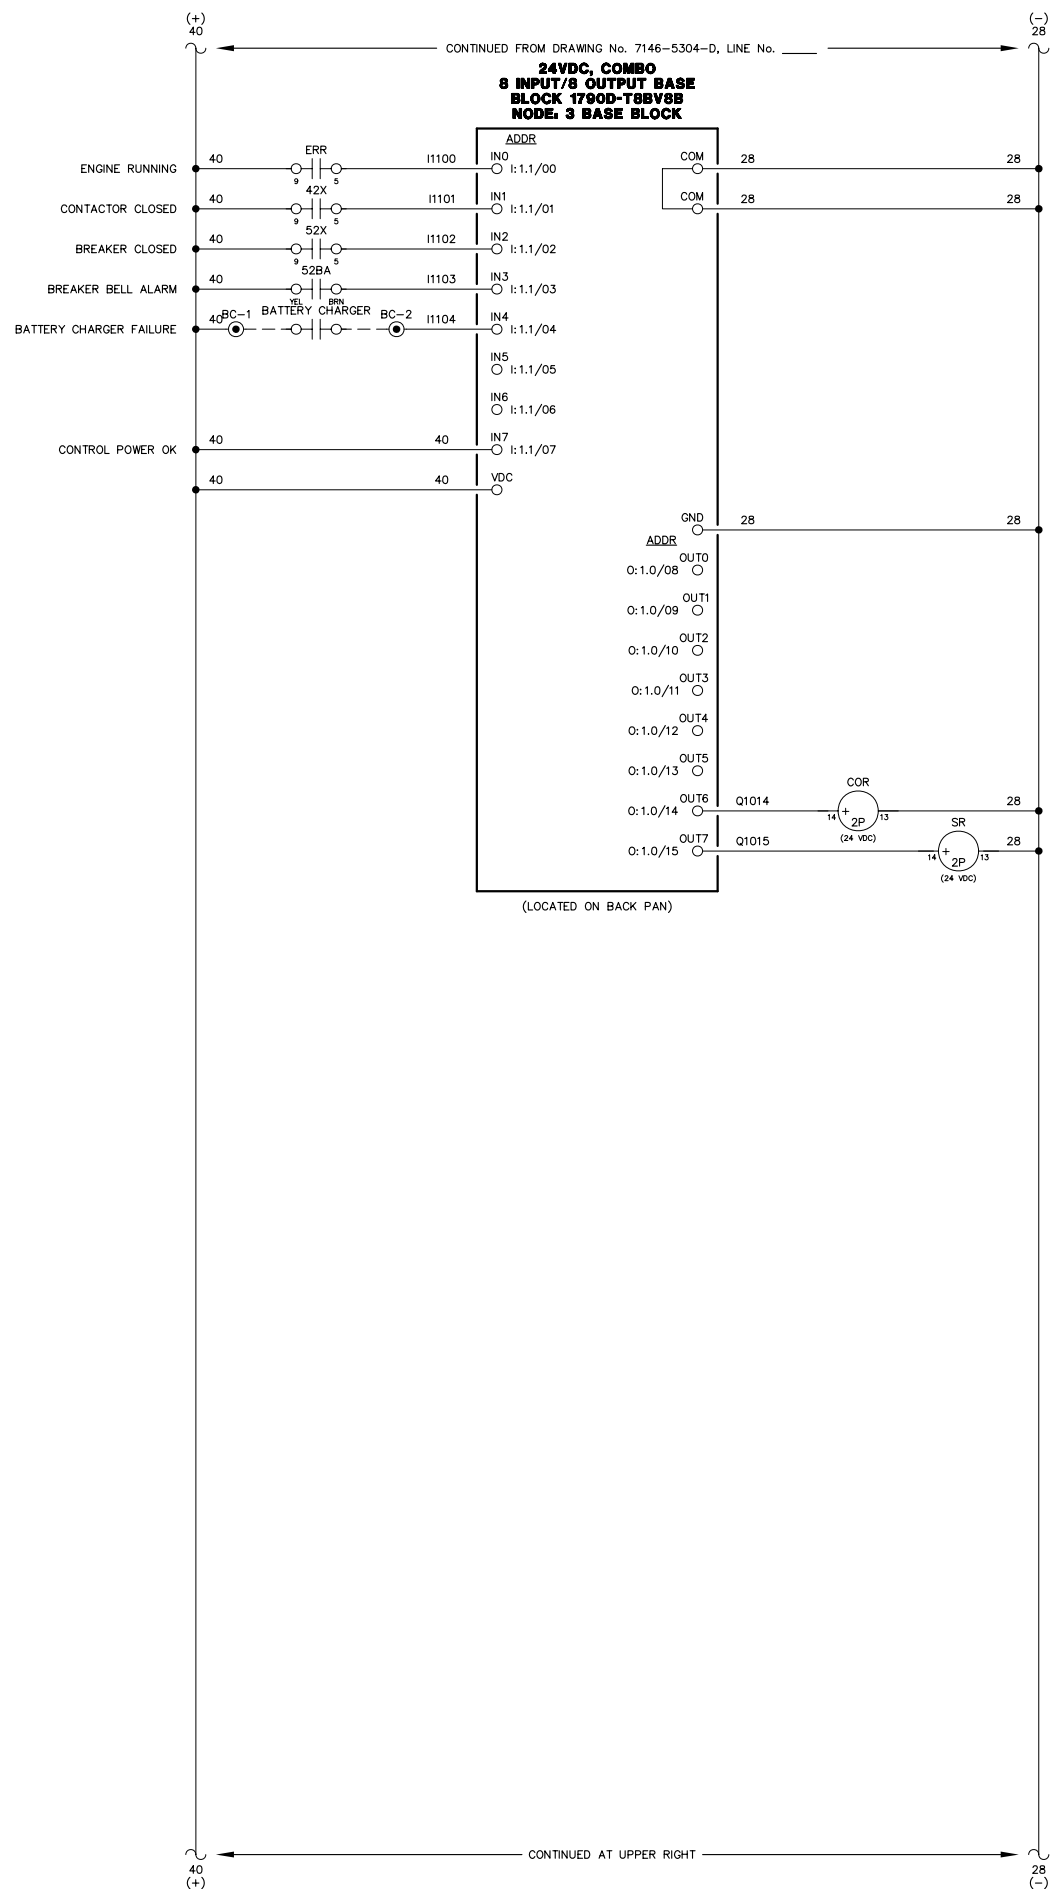 (+)
40
(-)
28
CONTINUED FROM DRAWING No. 7146-5304-D, LINE No. _____
24VDC, COMBO
8 INPUT/8 OUTPUT BASE
BLOCK 1790D-T8BV8B
NODE: 3 BASE BLOCK
ADDR
ENGINE RUNNING 40 9 ERR 5 I1100 IN0 I:1.1/00 COM 28 28
CONTACTOR CLOSED 40 9 42X 5 I1101 IN1 I:1.1/01 COM 28 28
BREAKER CLOSED 40 9 52X 5 I1102 IN2 I:1.1/02
BREAKER BELL ALARM 40 YEL 52BA BRN I1103 IN3 I:1.1/03
BATTERY CHARGER FAILURE 40 BC-1 BATTERY CHARGER BC-2 I1104 IN4 I:1.1/04
IN5 I:1.1/05
IN6 I:1.1/06
CONTROL POWER OK 40 40 IN7 I:1.1/07
40 40 VDC
GND 28 28
ADDR
O:1.0/08 OUT0
O:1.0/09 OUT1
O:1.0/10 OUT2
O:1.0/11 OUT3
O:1.0/12 OUT4
O:1.0/13 OUT5
O:1.0/14 OUT6 Q1014 14 COR + 2P 13 28
(24 VDC)
O:1.0/15 OUT7 Q1015 14 SR + 2P 13 28
(24 VDC)
(LOCATED ON BACK PAN)
CONTINUED AT UPPER RIGHT
40
(+)
28
(-)